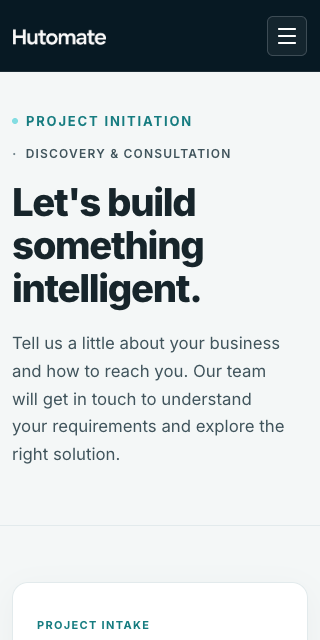 Hutomate
PROJECT INITIATION
· DISCOVERY & CONSULTATION
Let's build
something
intelligent.
Tell us a little about your business
and how to reach you. Our team
will get in touch to understand
your requirements and explore the
right solution.
PROJECT INTAKE